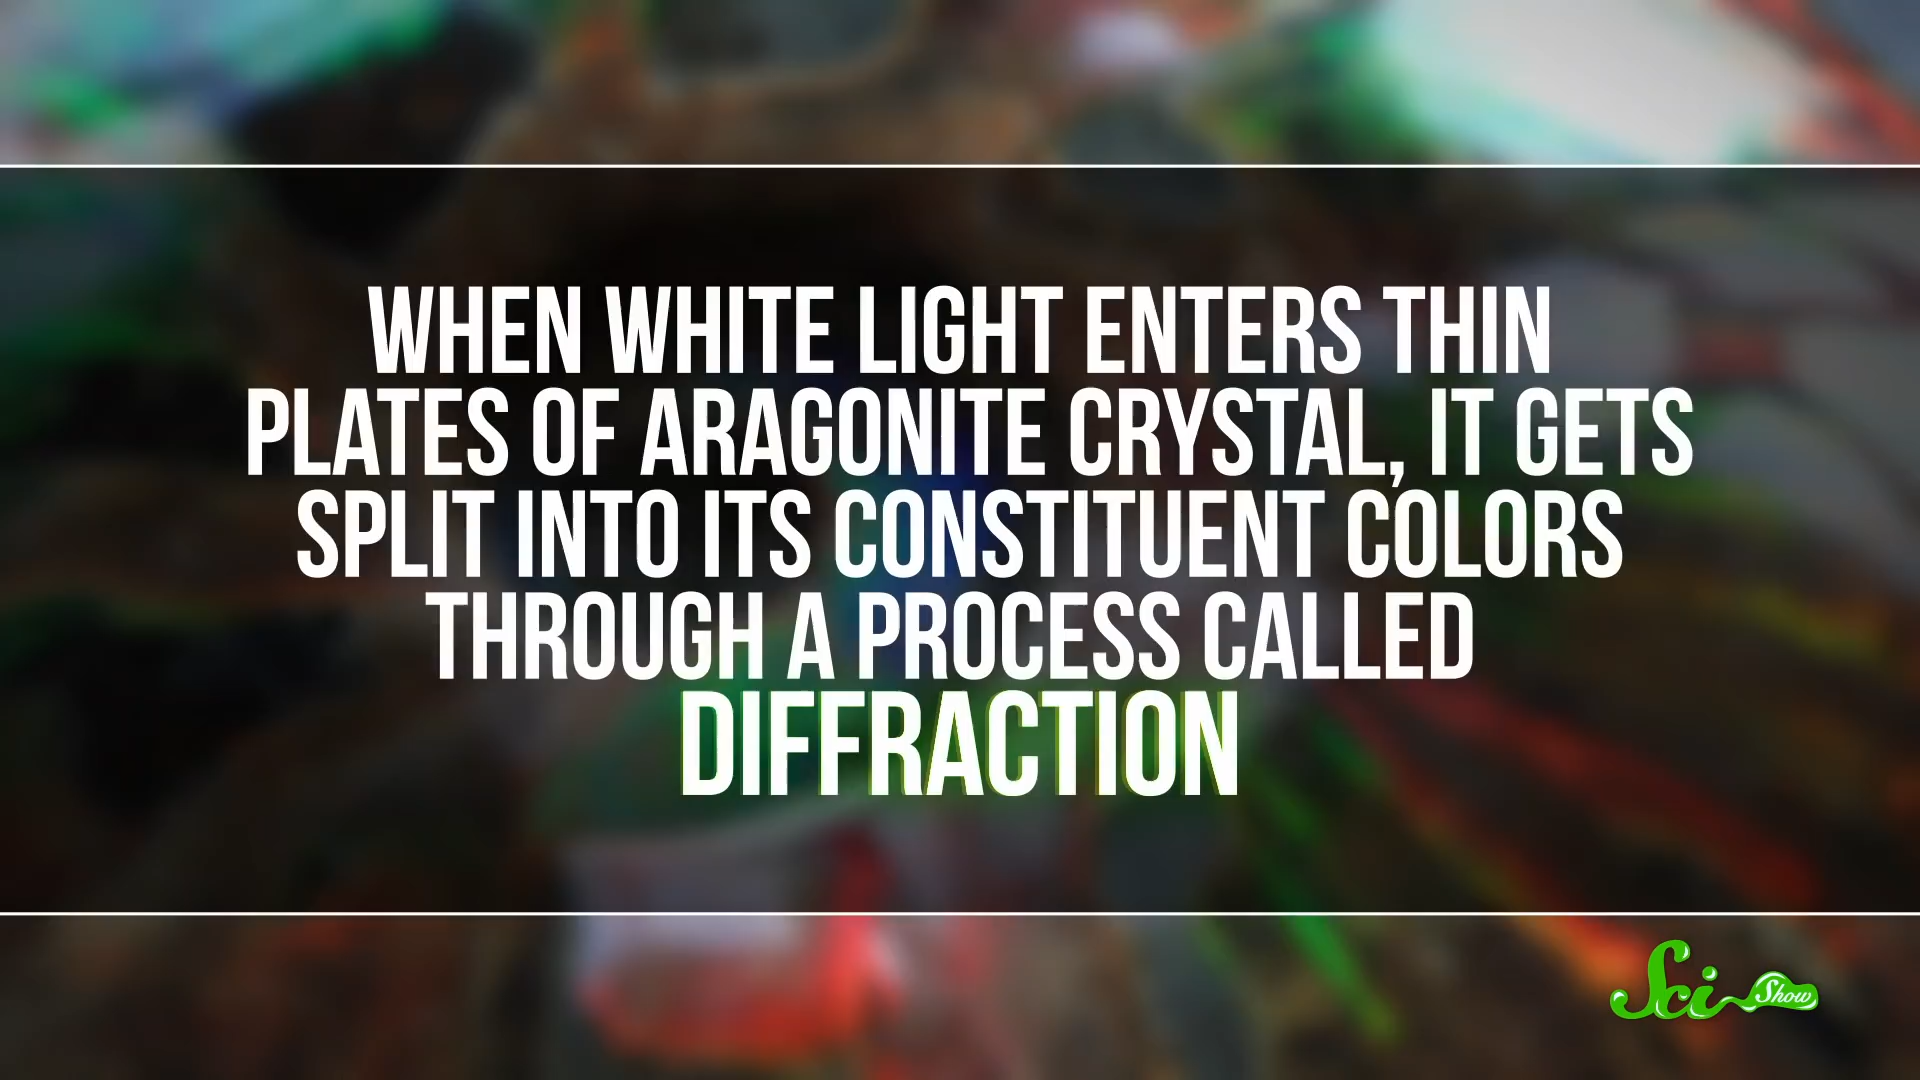 WHEN WHITE LIGHT ENTERS THIN
PLATES OF ARAGONITE CRYSTAL, IT GETS
SPLIT INTO ITS CONSTITUENT COLORS
THROUGH A PROCESS CALLED
DIFFRACTION
Sci Show